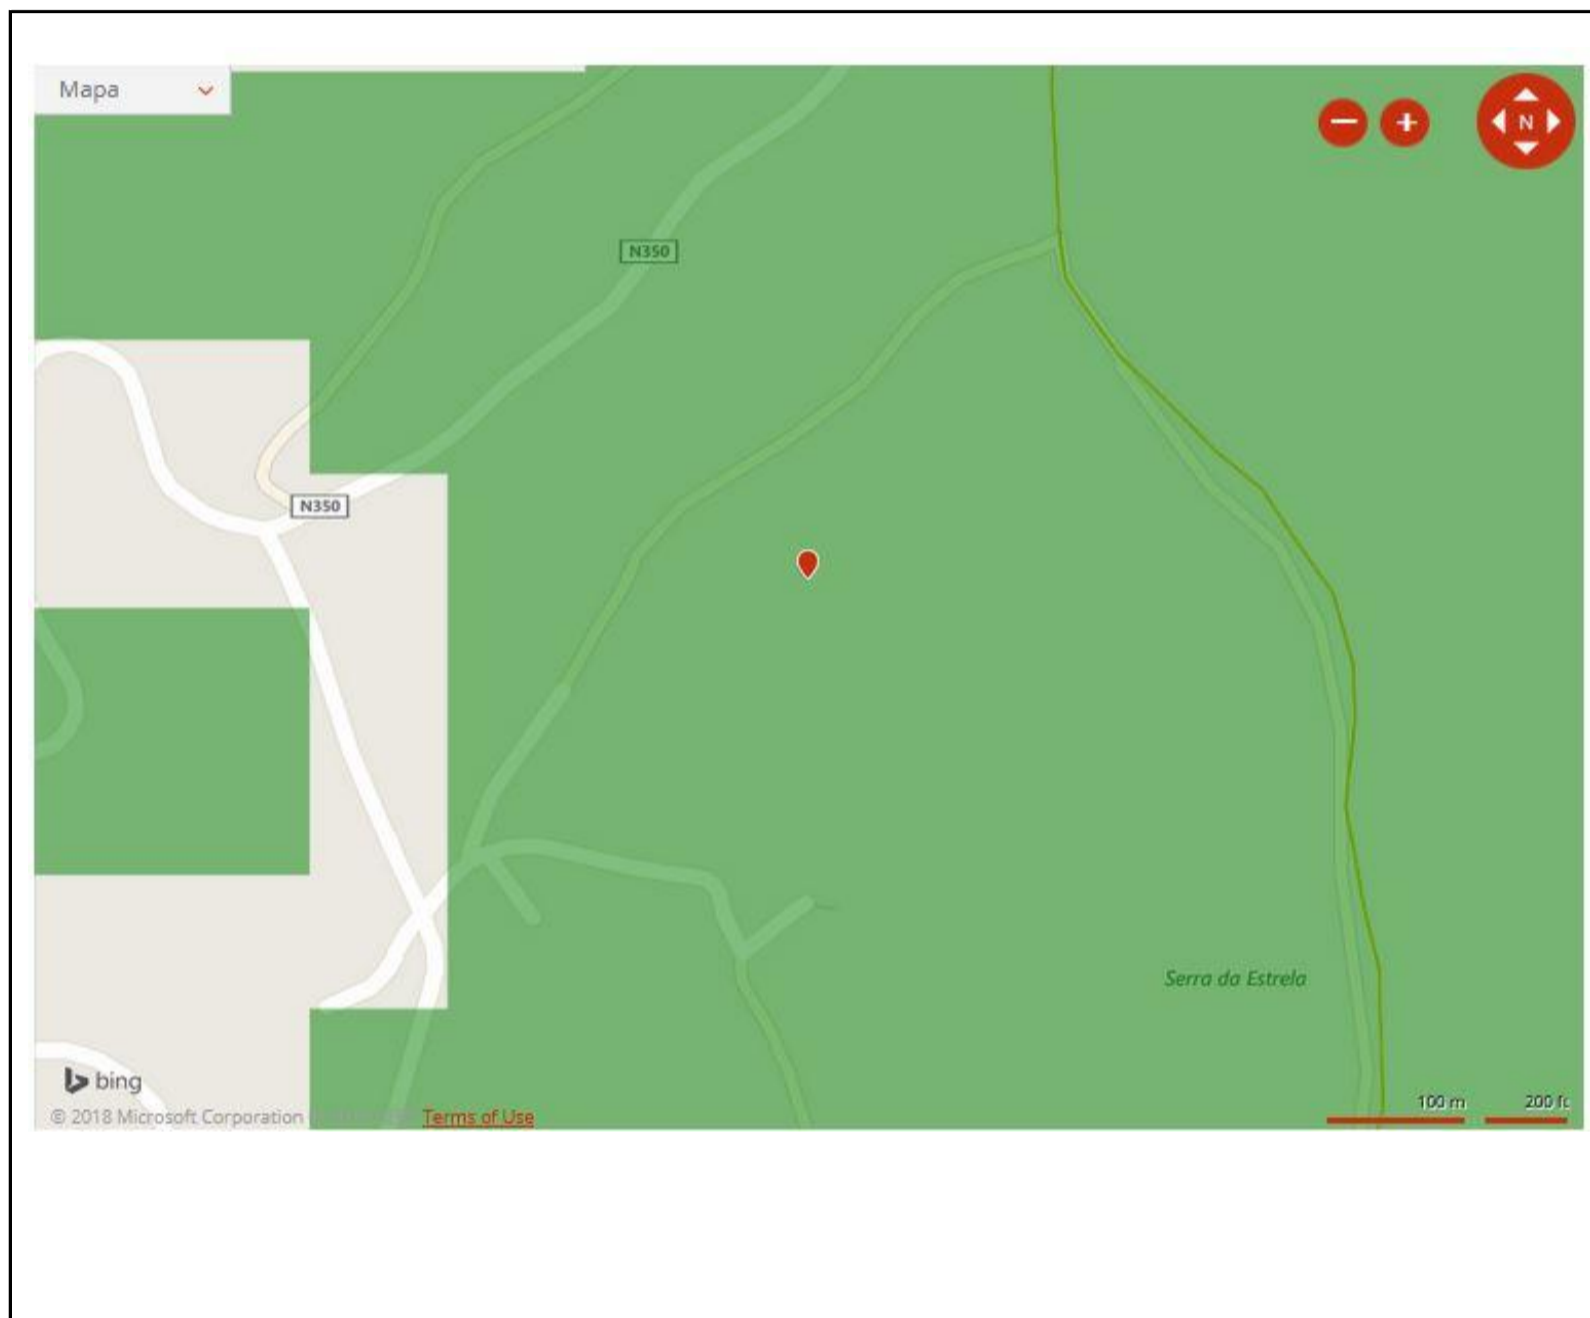 Mapa
N
N350
N350
Serra da Estrela
bing
100 m
200 ft
© 2018 Microsoft Corporation
Terms of Use